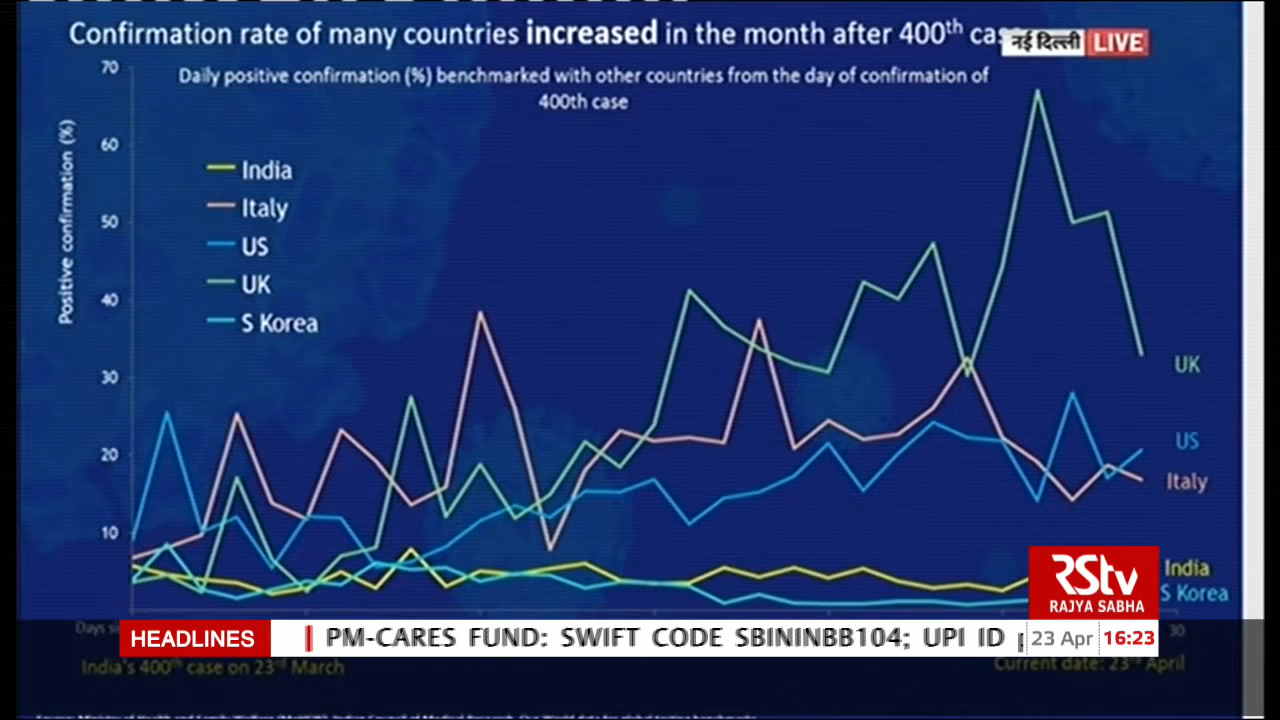 Confirmation rate of many countries increased in the month after 400th cas
नई दिल्ली LIVE
Daily positive confirmation (%) benchmarked with other countries from the day of confirmation of
400th case
Positive confirmation (%)
70
60
50
40
30
20
10
India
Italy
US
UK
S Korea
UK
US
Italy
India
S Korea
RSTV
RAJYA SABHA
Days
30
HEADLINES
PM-CARES FUND: SWIFT CODE SBININBB104; UPI ID
23 Apr 16:23
India's 400th case on 23rd March
Current date: 23rd April